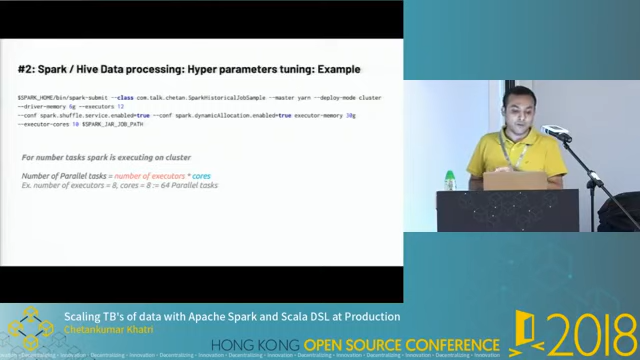 #2: Spark / Hive Data processing: Hyper parameters tuning: Example
$SPARK_HOME/bin/spark-submit --class com.talk.chetan.SparkHistoricalJobSample --master yarn --deploy-mode cluster
--driver-memory 6g --executors 12
--conf spark.shuffle.service.enabled=true --conf spark.dynamicAllocation.enabled=true executor-memory 30g
--executor-cores 10 $SPARK_JAR_JOB_PATH
For number tasks spark is executing on cluster
Number of Parallel tasks = number of executors * cores
Ex. number of executors = 8, cores = 8 := 64 Parallel tasks
Scaling TB's of data with Apache Spark and Scala DSL at Production
Chetankumar Khatri
HONG KONG OPEN SOURCE CONFERENCE
2018